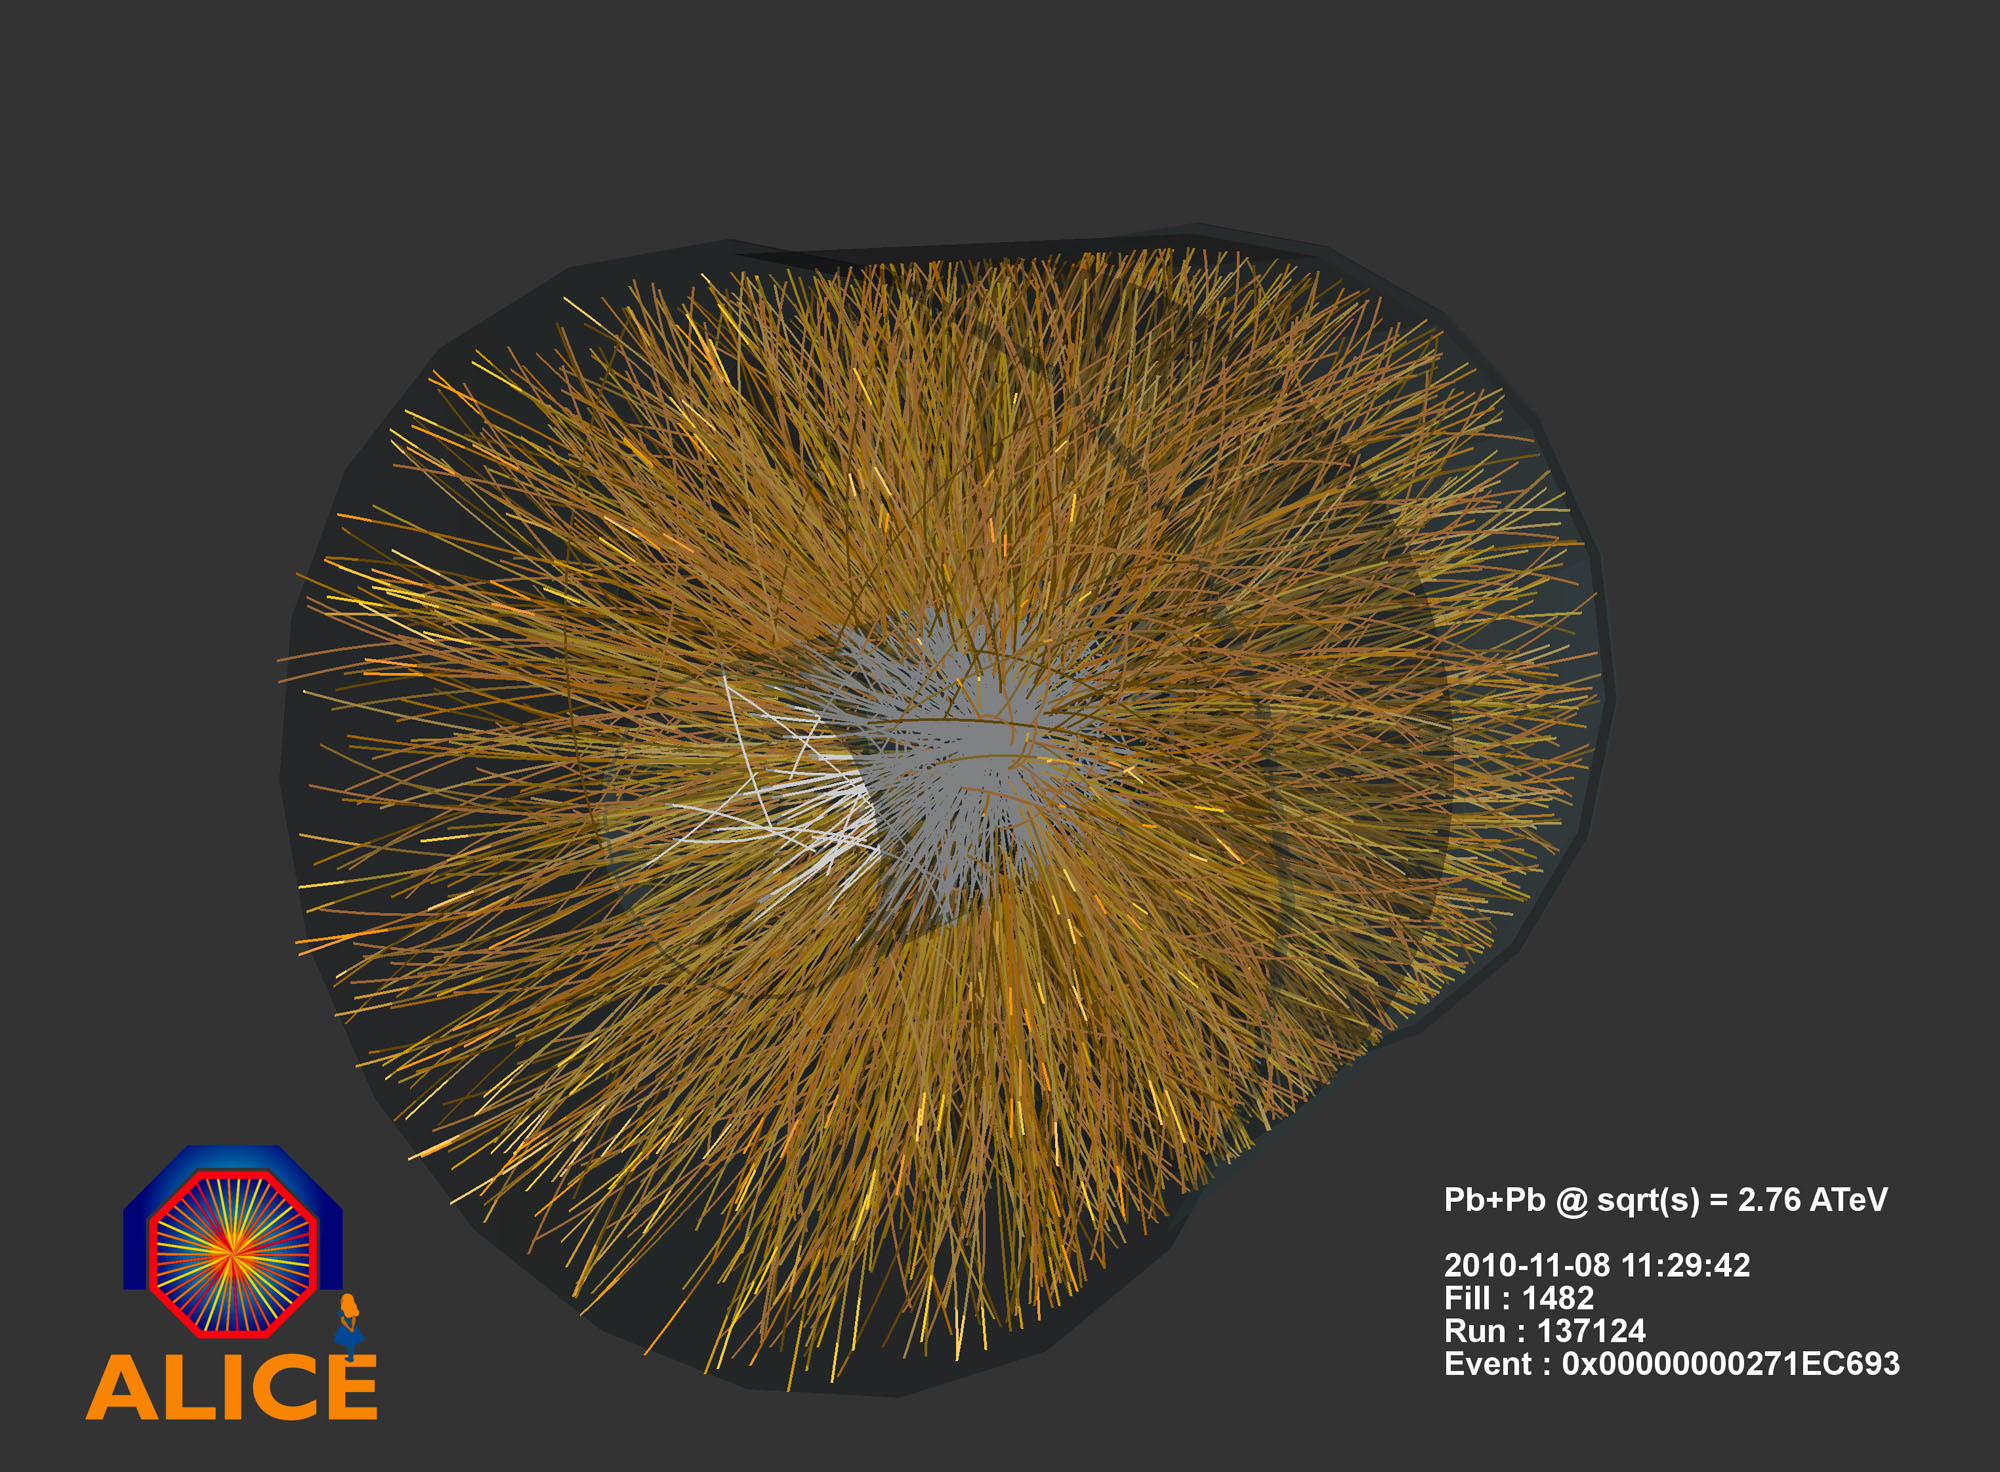 Pb+Pb @ sqrt(s) = 2.76 ATeV
2010-11-08 11:29:42
Fill : 1482
Run : 137124
Event : 0x00000000271EC693
ALICE